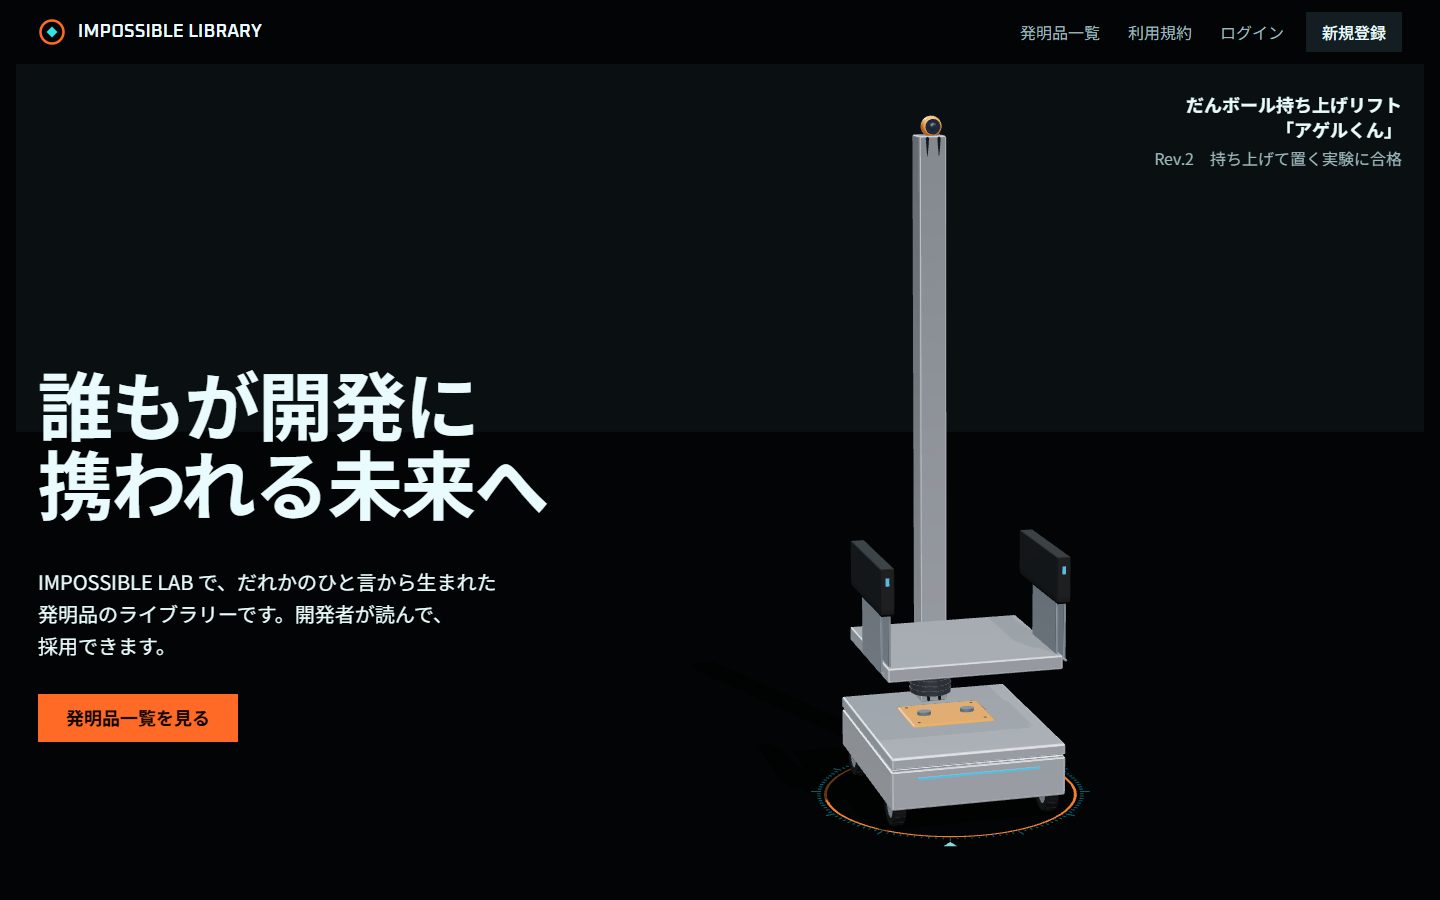 IMPOSSIBLE LIBRARY
発明品一覧
利用規約
ログイン
新規登録
だんボール持ち上げリフト
「アゲルくん」
Rev.2　持ち上げて置く実験に合格
誰もが開発に
携われる未来へ
IMPOSSIBLE LAB で、だれかのひと言から生まれた
発明品のライブラリーです。開発者が読んで、
採用できます。
発明品一覧を見る